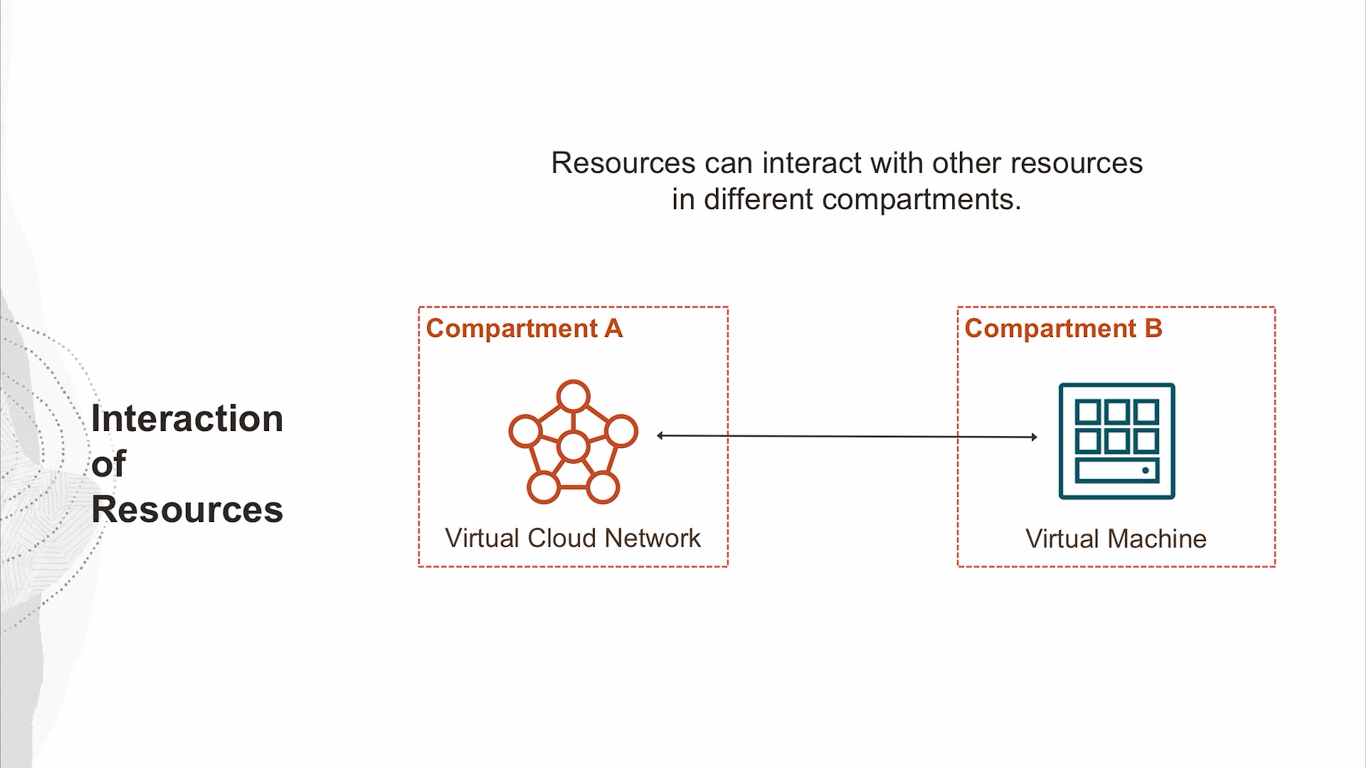 Resources can interact with other resources
in different compartments.
Interaction
of
Resources
Compartment A
Virtual Cloud Network
Compartment B
Virtual Machine